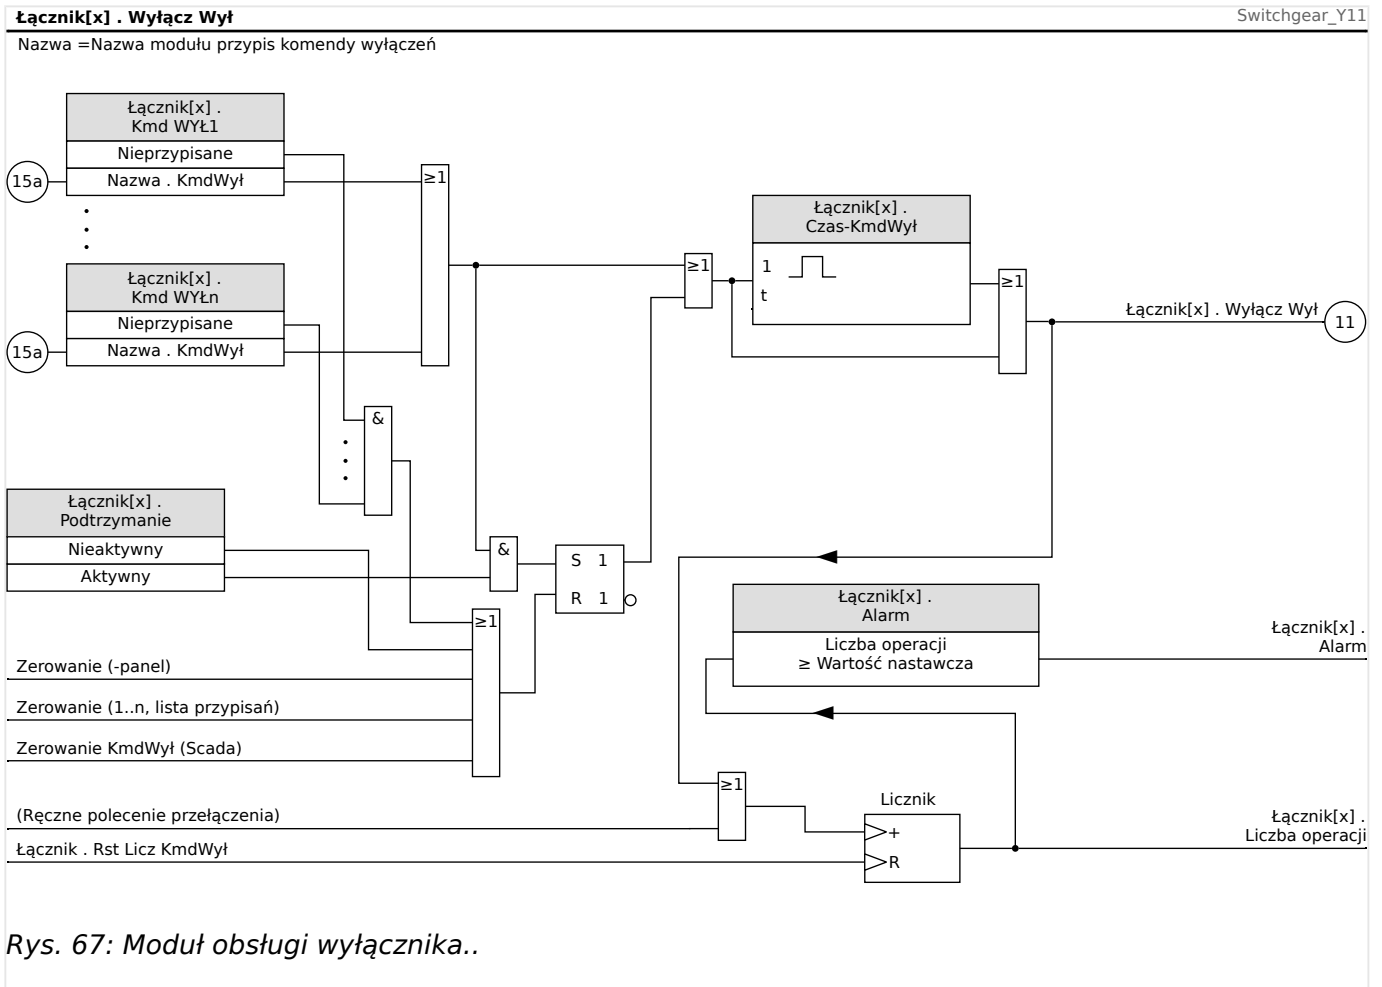 Łącznik[x] . Wyłącz Wył
Switchgear_Y11
Nazwa =Nazwa modułu przypis komendy wyłączeń
Łącznik[x] .
Kmd WYŁ1
Nieprzypisane
15a
Nazwa . KmdWył
≥1
Łącznik[x] .
Czas-KmdWył
1
t
≥1
≥1
Łącznik[x] .
Kmd WYŁn
Nieprzypisane
15a
Nazwa . KmdWył
Łącznik[x] . Wyłącz Wył
11
&
Łącznik[x] .
Podtrzymanie
Nieaktywny
Aktywny
&
S 1
R 1
≥1
Łącznik[x] .
Alarm
Liczba operacji
≥ Wartość nastawcza
Łącznik[x] .
Alarm
Zerowanie (-panel)
Zerowanie (1..n, lista przypisań)
Zerowanie KmdWył (Scada)
≥1
(Ręczne polecenie przełączenia)
Licznik
+
R
Łącznik[x] .
Liczba operacji
Łącznik . Rst Licz KmdWył
Rys. 67: Moduł obsługi wyłącznika..